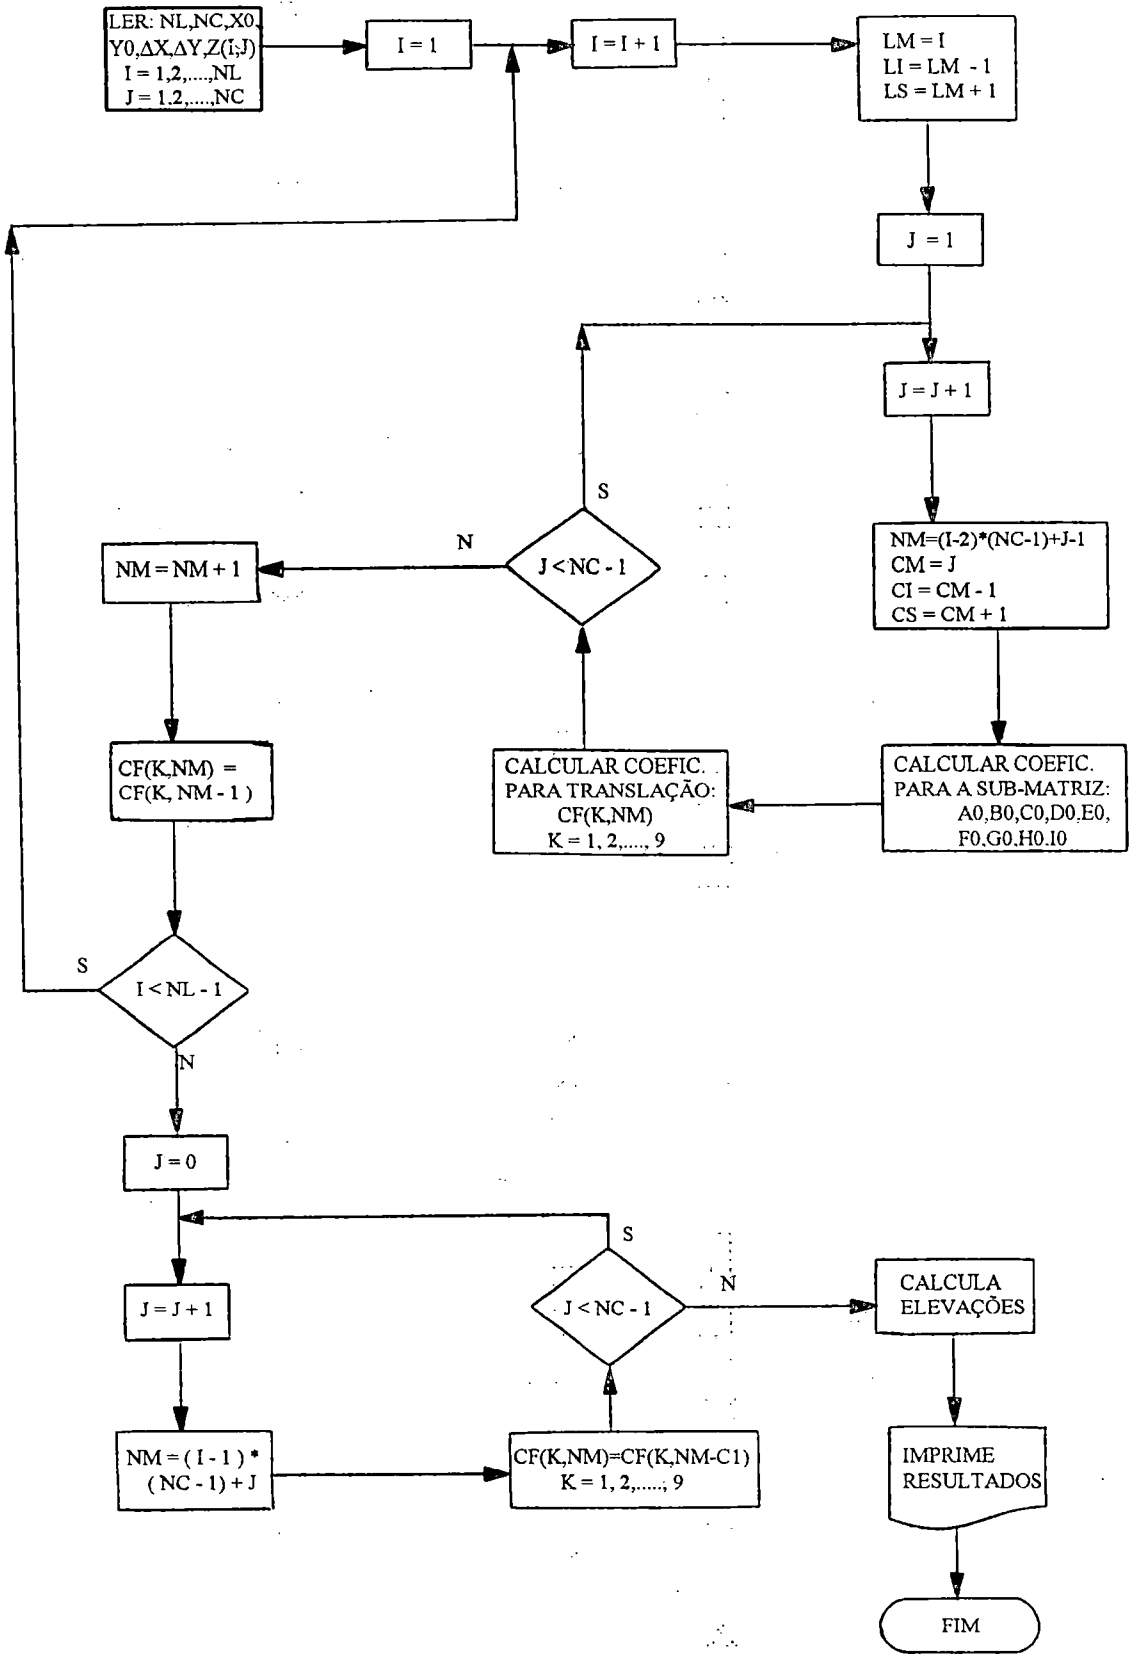 LER: NL,NC,X0,
Y0,ΔX,ΔY,Z(I,J)
I = 1,2,....,NL
J = 1,2,....,NC
I = 1
I = I + 1
LM = I
LI = LM - 1
LS = LM + 1
J = 1
J = J + 1
NM=(I-2)*(NC-1)+J-1
CM = J
CI = CM - 1
CS = CM + 1
CALCULAR COEFIC.
PARA A SUB-MATRIZ:
A0,B0,C0,D0,E0,
F0,G0,H0,I0
CALCULAR COEFIC.
PARA TRANSLAÇÃO:
CF(K,NM)
K = 1, 2,...., 9
J < NC - 1
S
N
NM = NM + 1
CF(K,NM) =
CF(K, NM - 1 )
I < NL - 1
S
N
J = 0
J = J + 1
NM = ( I - 1 ) *
( NC - 1) + J
CF(K,NM)=CF(K,NM-C1)
K = 1, 2,.....; 9
J < NC - 1
S
N
CALCULA
ELEVAÇÕES
IMPRIME
RESULTADOS
FIM